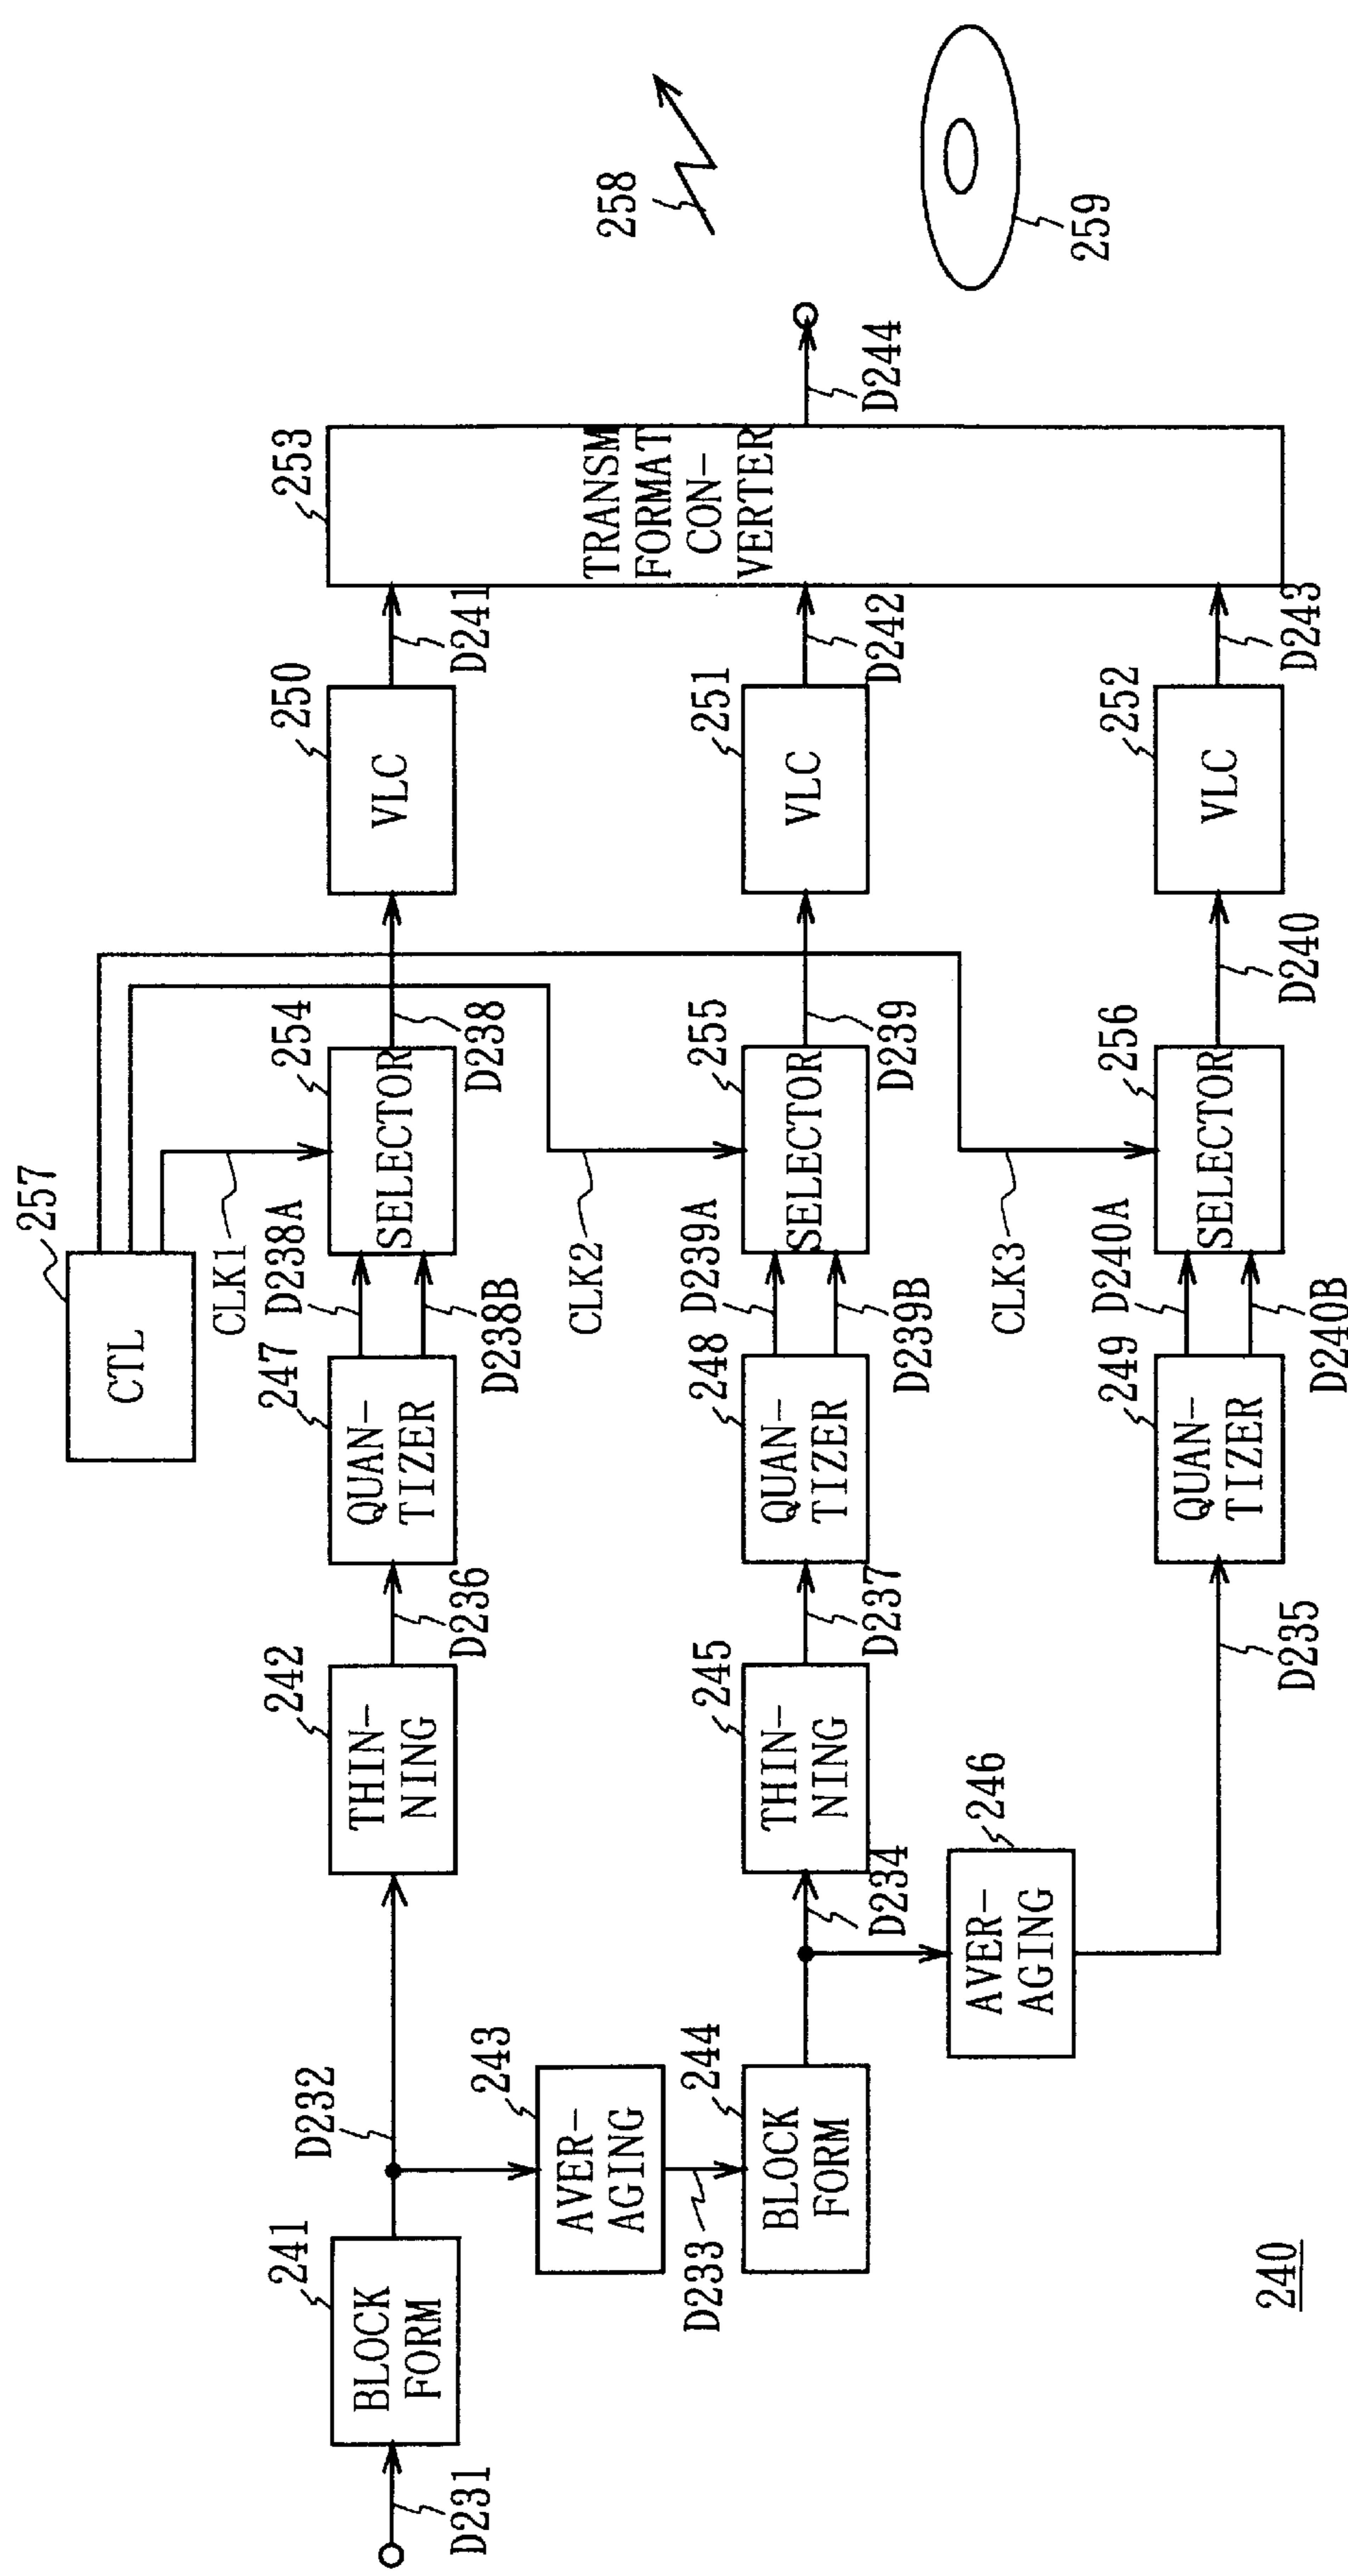 257
CTL
CLK1
CLK2
CLK3
D231
241
BLOCK
FORM
D232
242
THIN-
NING
D236
247
QUAN-
TIZER
D238A
D238B
254
SELECTOR
D238
250
VLC
D241
253
TRANSM
FORMAT
CON-
VERTER
D244
258
259
243
AVER-
AGING
D233
244
BLOCK
FORM
D234
245
THIN-
NING
D237
248
QUAN-
TIZER
D239A
D239B
255
SELECTOR
D239
251
VLC
D242
246
AVER-
AGING
D235
249
QUAN-
TIZER
D240A
D240B
256
SELECTOR
D240
252
VLC
D243
240